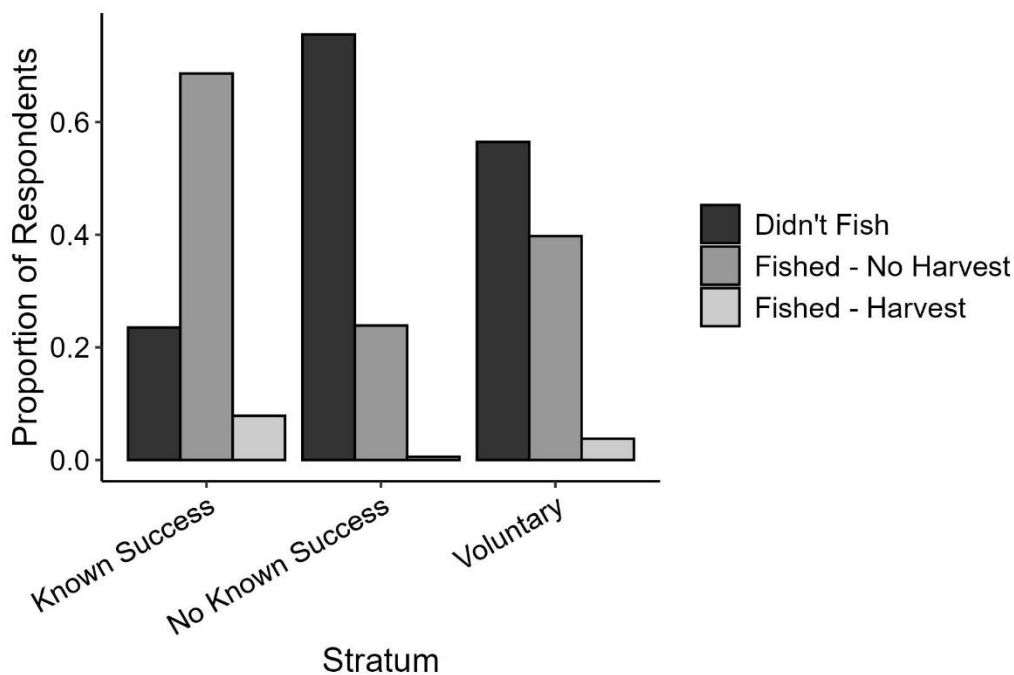 Proportion of Respondents
0.6
0.4
0.2
0.0
Known Success
No Known Success
Voluntary
Stratum
Didn't Fish
Fished - No Harvest
Fished - Harvest